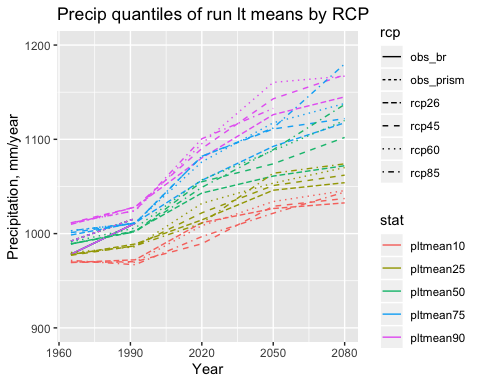 Precip quantiles of run lt means by RCP
Precipitation, mm/year
1200
1100
1000
900
1960
1990
2020
2050
2080
Year
rcp
obs_br
obs_prism
rcp26
rcp45
rcp60
rcp85
stat
pltmean10
pltmean25
pltmean50
pltmean75
pltmean90